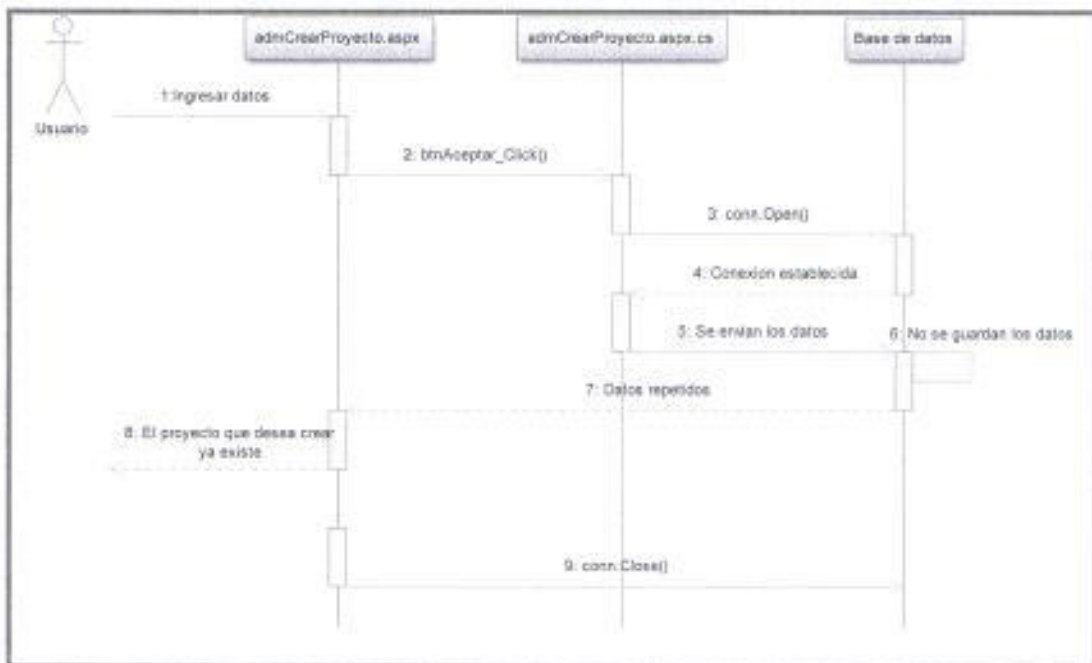 admCrearProyecto.aspx
admCrearProyecto.aspx.cs
Base de datos
Usuario
1:Ingresar datos
2: btnAceptar_Click()
3: conn.Open()
4: Conexion establecida
5: Se envian los datos
6: No se guardan los datos
7: Datos repetidos
8: El proyecto que desea crear
ya existe
9: conn.Close()